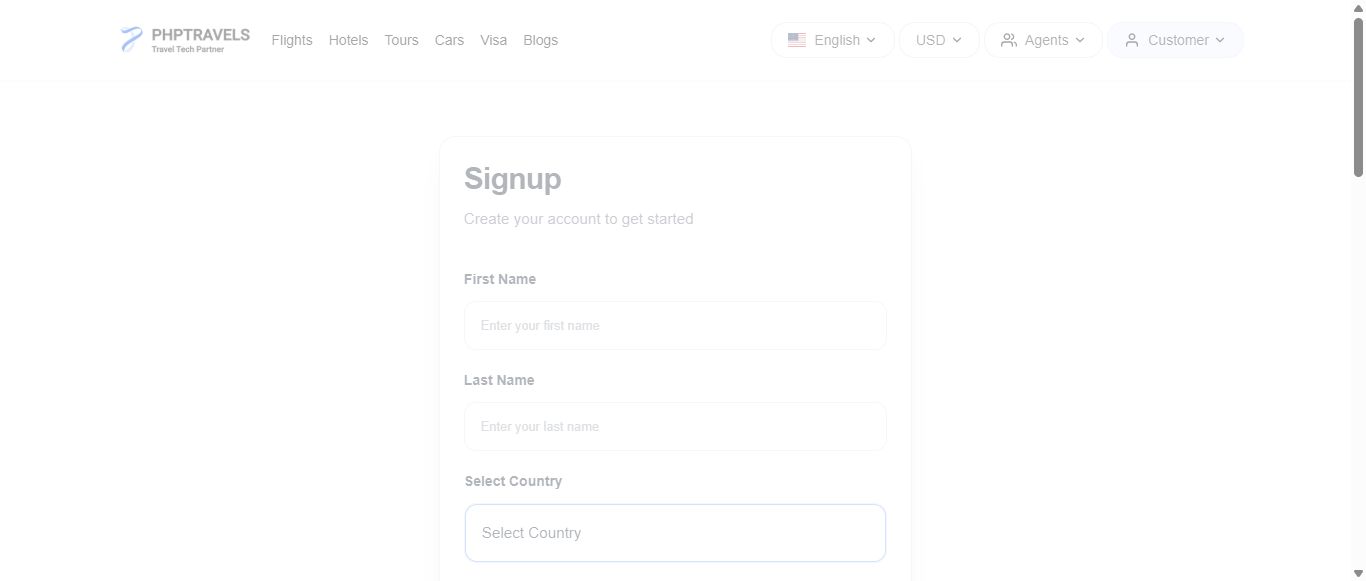 PHPTRAVELS
Travel Tech Partner
Flights Hotels Tours Cars Visa Blogs
English USD Agents Customer
Signup
Create your account to get started
First Name
Enter your first name
Last Name
Enter your last name
Select Country
Select Country